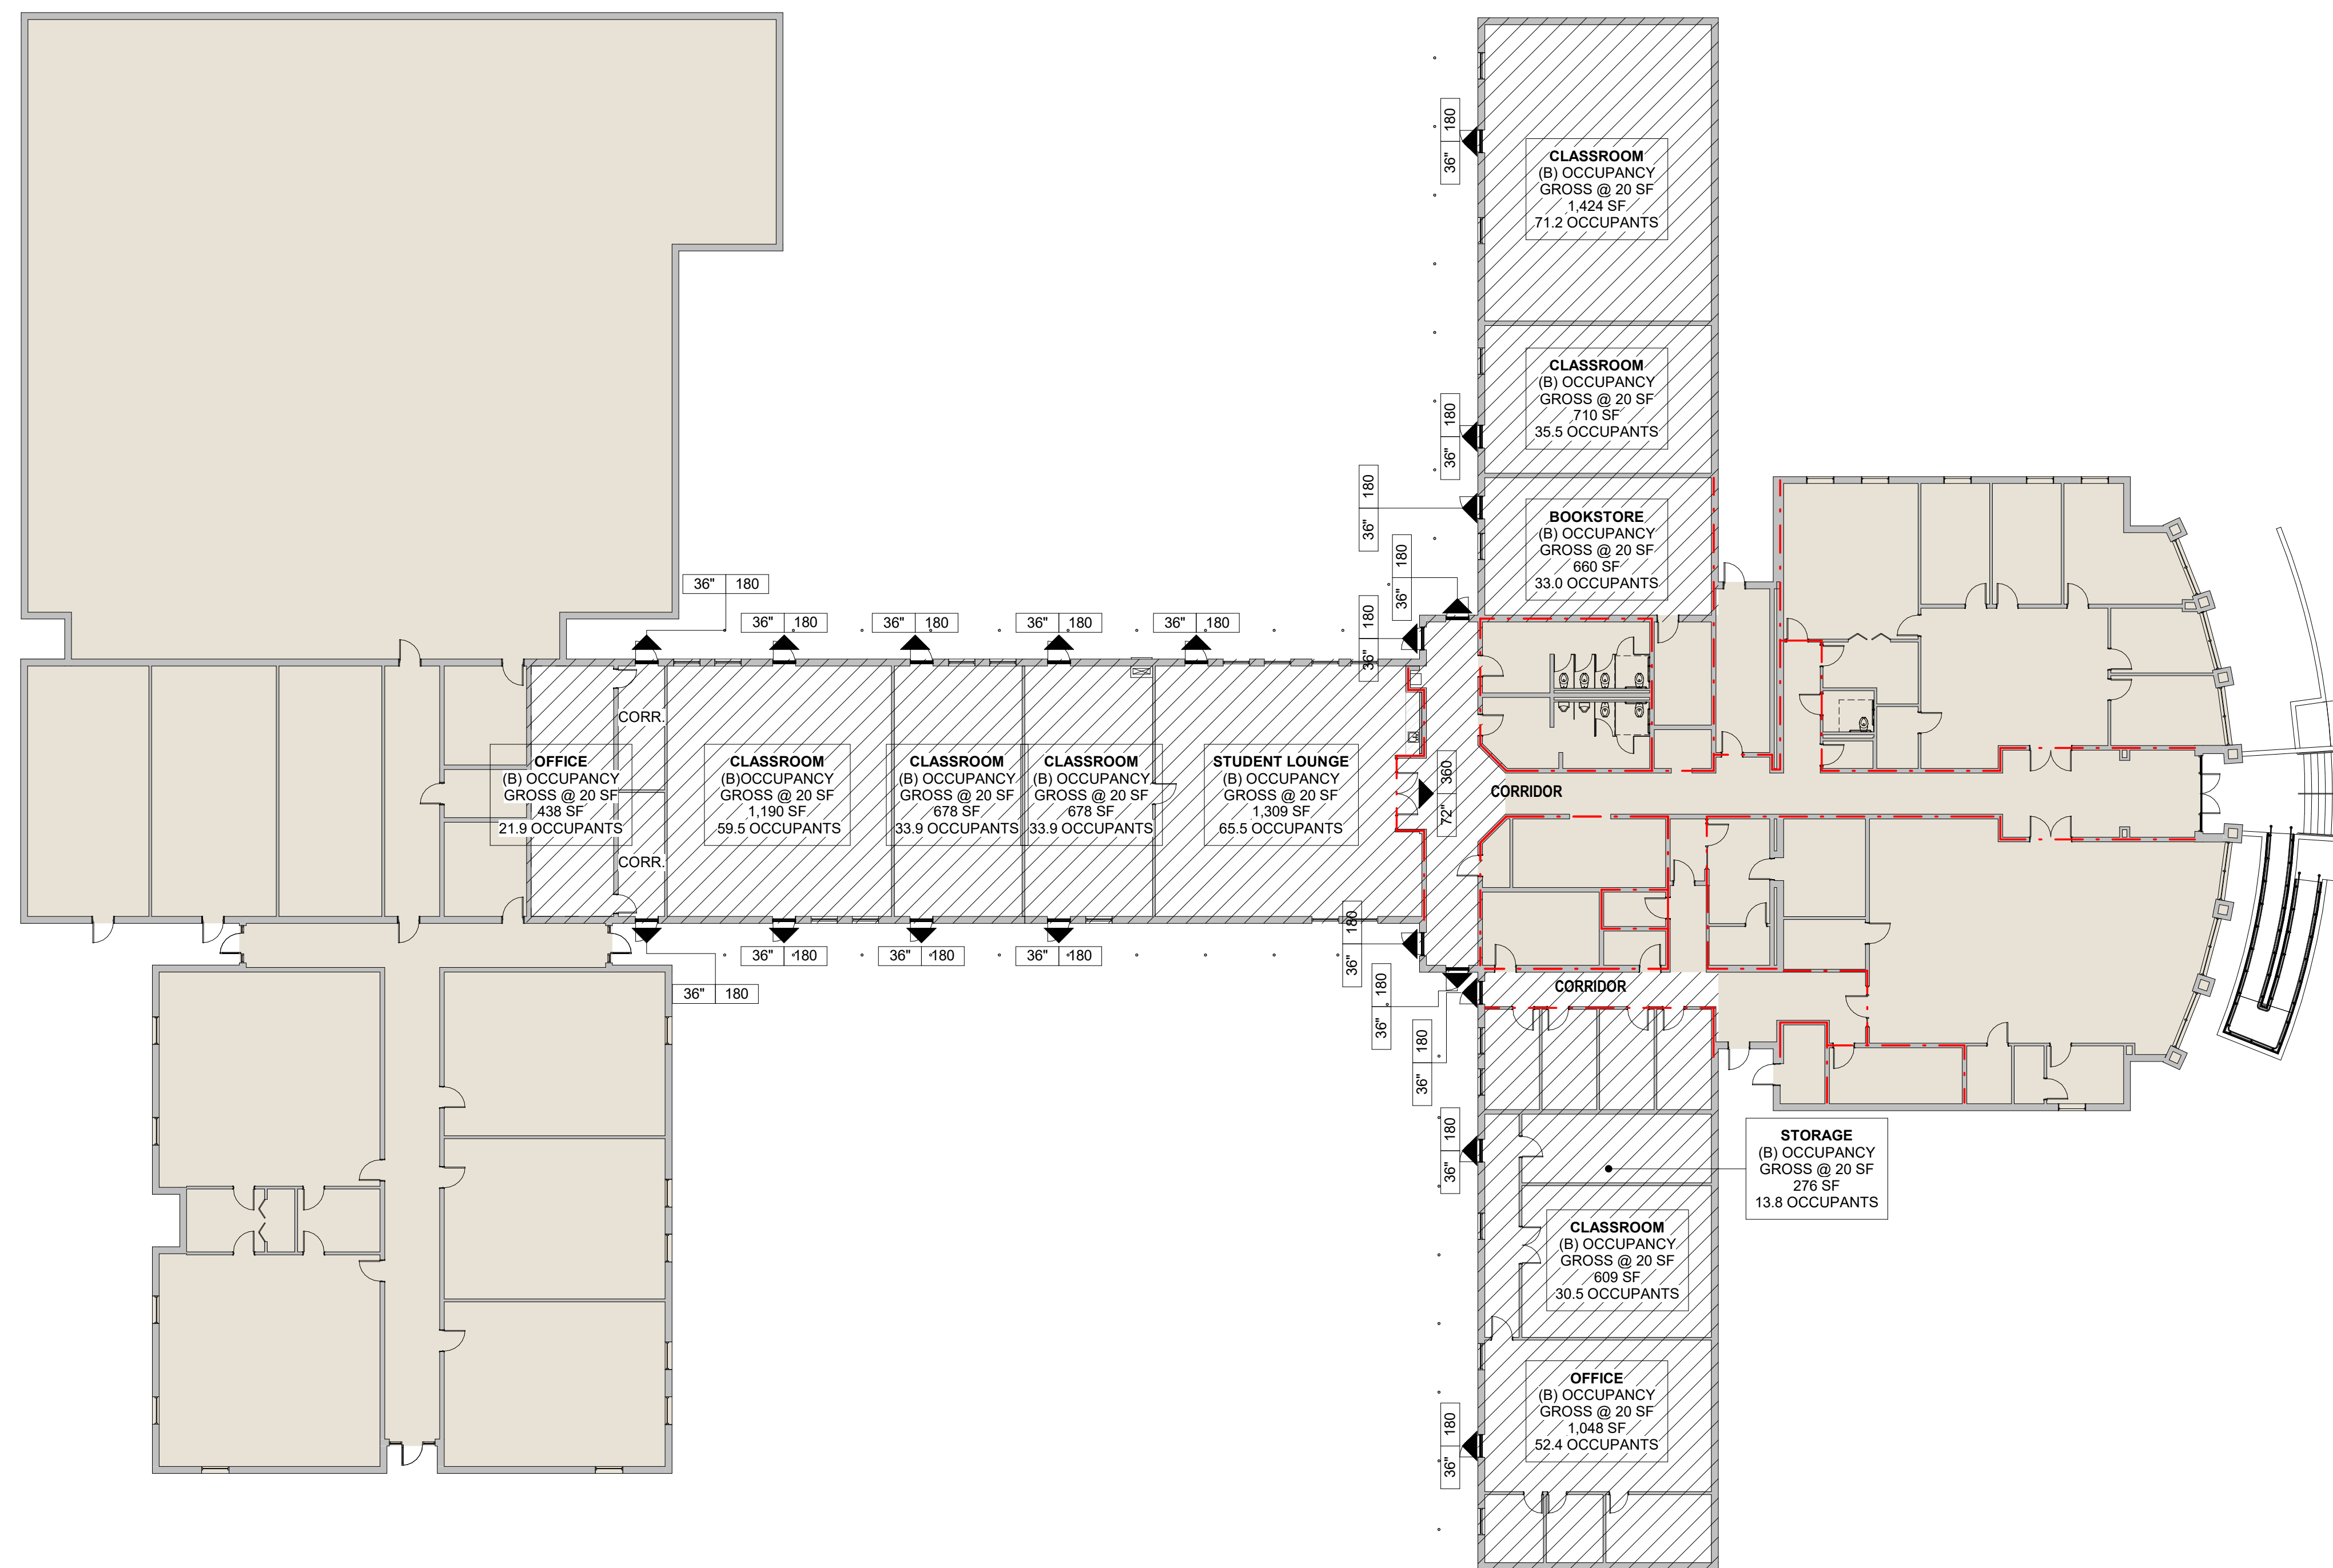 180
36"
CLASSROOM
(B) OCCUPANCY
GROSS @ 20 SF
1,424 SF
71.2 OCCUPANTS
CLASSROOM
(B) OCCUPANCY
GROSS @ 20 SF
710 SF
35.5 OCCUPANTS
180
36"
180
36"
BOOKSTORE
(B) OCCUPANCY
GROSS @ 20 SF
660 SF
33.0 OCCUPANTS
180
36"
180
36"
36" 180
36" 180
36" 180
36" 180
36" 180
CORR.
OFFICE
(B) OCCUPANCY
GROSS @ 20 SF
438 SF
21.9 OCCUPANTS
CLASSROOM
(B)OCCUPANCY
GROSS @ 20 SF
1,190 SF
59.5 OCCUPANTS
CLASSROOM
(B) OCCUPANCY
GROSS @ 20 SF
678 SF
33.9 OCCUPANTS
CLASSROOM
(B) OCCUPANCY
GROSS @ 20 SF
678 SF
33.9 OCCUPANTS
STUDENT LOUNGE
(B) OCCUPANCY
GROSS @ 20 SF
1,309 SF
65.5 OCCUPANTS
360
72"
CORRIDOR
CORR.
36" 180
36" 180
36" 180
36" 180
180
36"
180
36"
180
36"
CORRIDOR
180
36"
STORAGE
(B) OCCUPANCY
GROSS @ 20 SF
276 SF
13.8 OCCUPANTS
CLASSROOM
(B) OCCUPANCY
GROSS @ 20 SF
609 SF
30.5 OCCUPANTS
OFFICE
(B) OCCUPANCY
GROSS @ 20 SF
1,048 SF
52.4 OCCUPANTS
180
36"